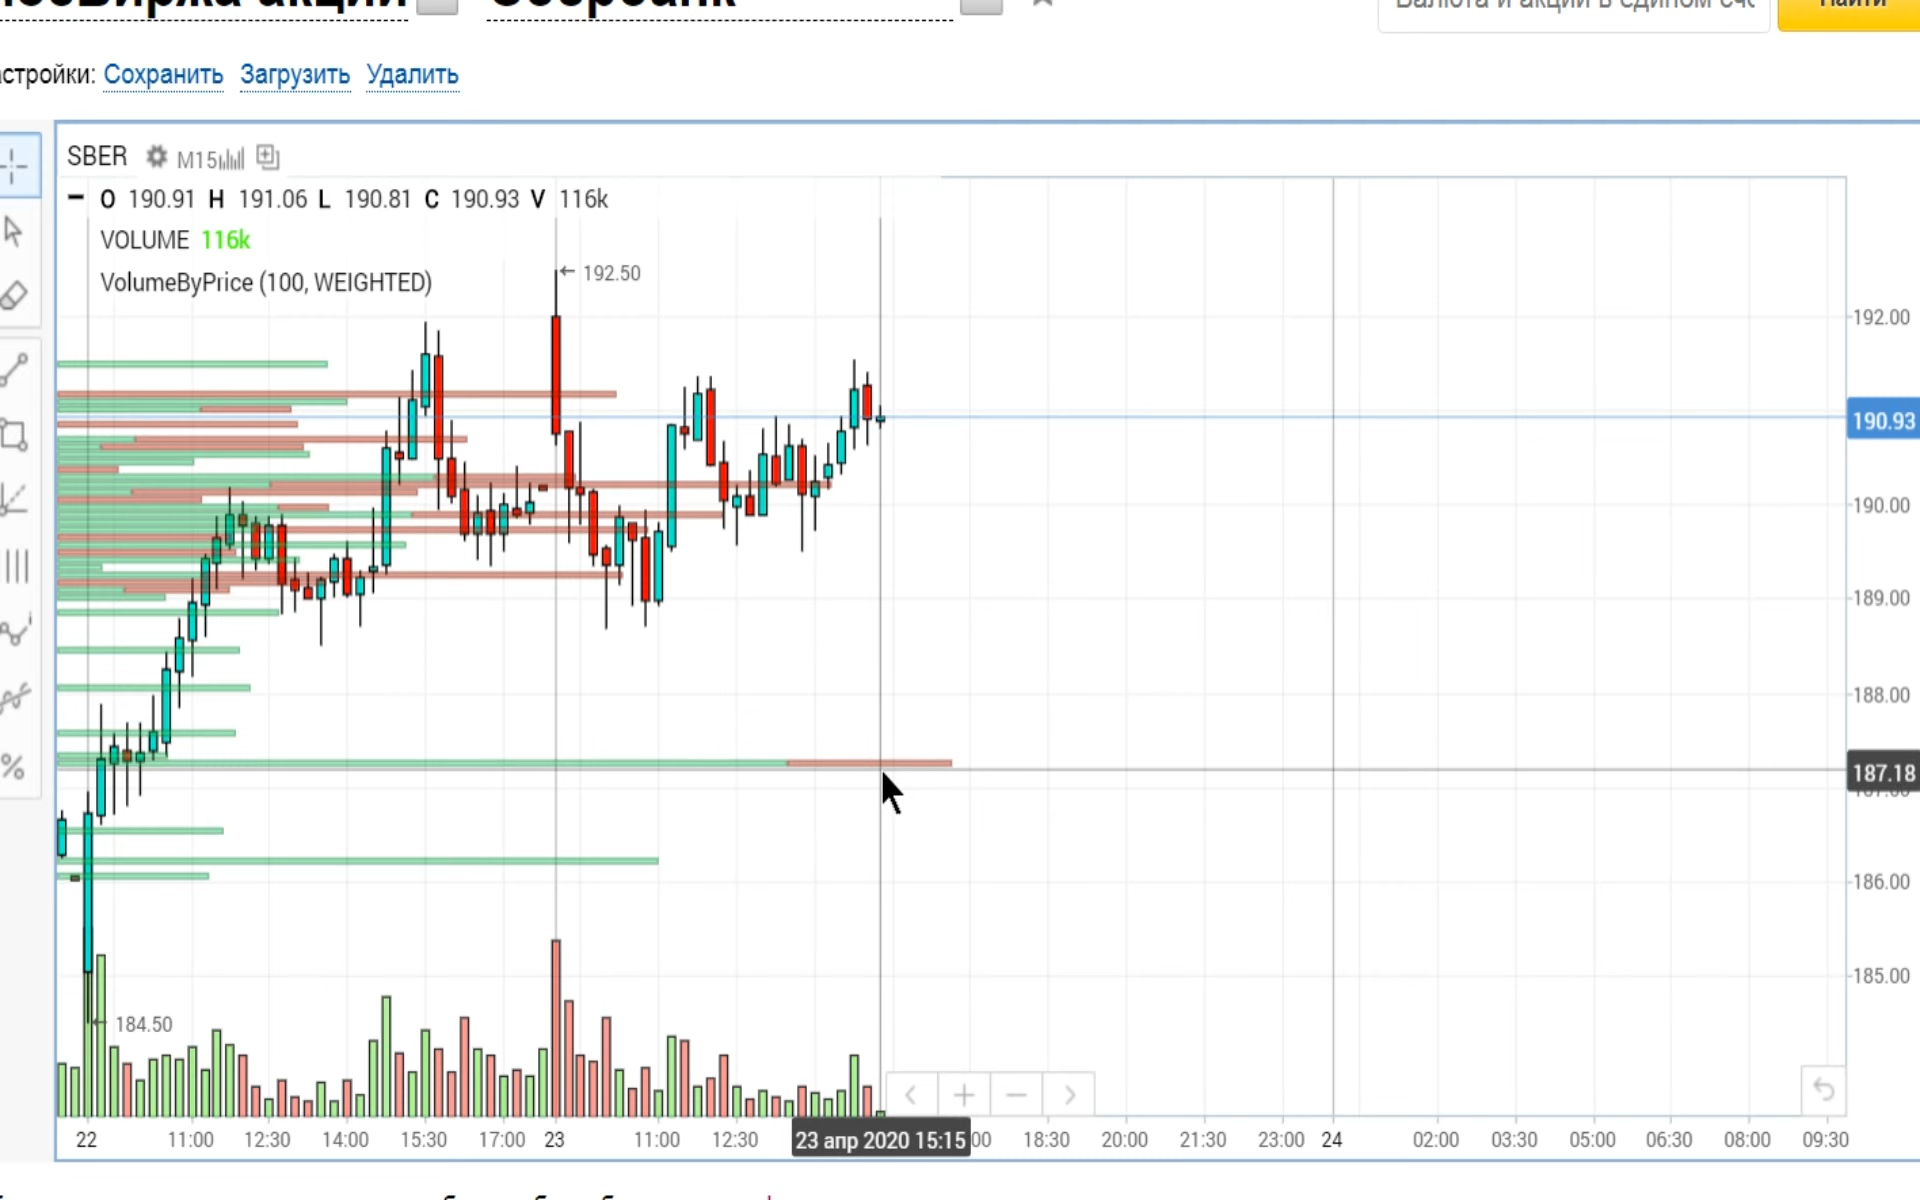 Сбербанк
Найти
Сохранить Загрузить Удалить
SBER M15
O 190.91 H 191.06 L 190.81 C 190.93 V 116k
VOLUME 116k
VolumeByPrice (100, WEIGHTED)
192.50
192.00
190.93
190.00
189.00
188.00
187.18
186.00
185.00
184.50
22 11:00 12:30 14:00 15:30 17:00 23 11:00 12:30 23 апр 2020 15:15 18:30 20:00 21:30 23:00 24 02:00 03:30 05:00 06:30 08:00 09:30